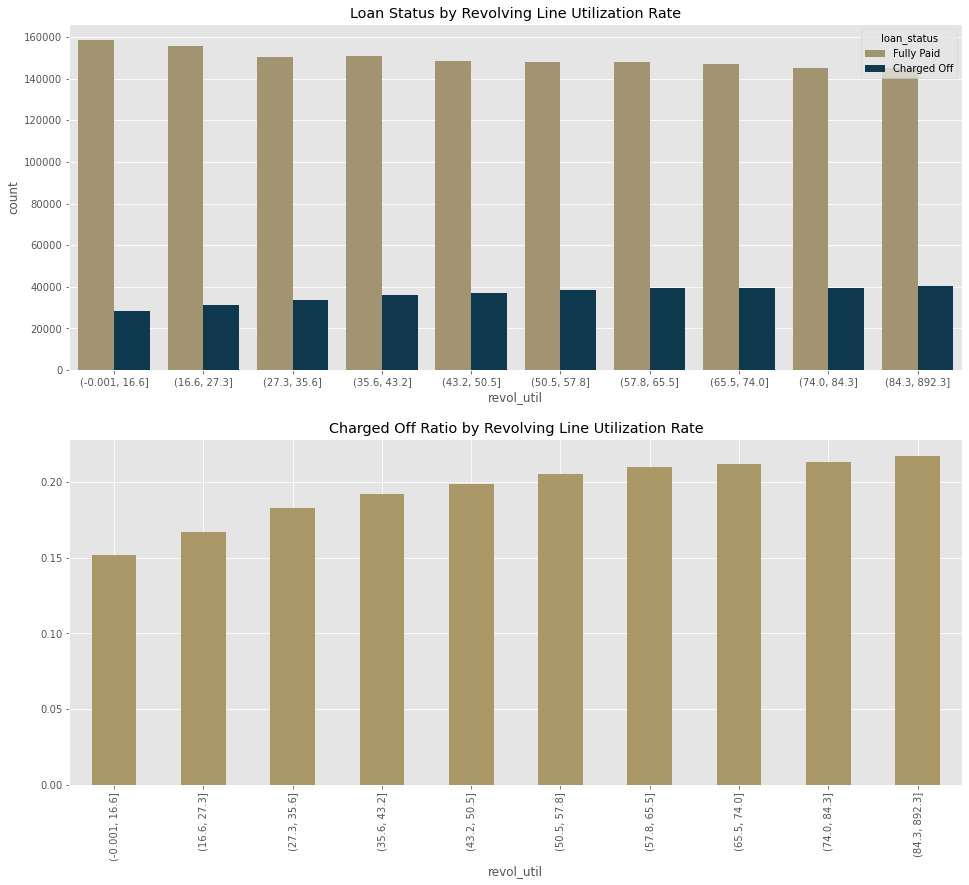 Loan Status by Revolving Line Utilization Rate
loan_status
Fully Paid
Charged Off
160000
140000
120000
100000
80000
60000
40000
20000
0
count
(-0.001, 16.6] (16.6, 27.3] (27.3, 35.6] (35.6, 43.2] (43.2, 50.5] (50.5, 57.8] (57.8, 65.5] (65.5, 74.0] (74.0, 84.3] (84.3, 892.3]
revol_util
Charged Off Ratio by Revolving Line Utilization Rate
0.20
0.15
0.10
0.05
0.00
(-0.001, 16.6]
(16.6, 27.3]
(27.3, 35.6]
(35.6, 43.2]
(43.2, 50.5]
(50.5, 57.8]
(57.8, 65.5]
(65.5, 74.0]
(74.0, 84.3]
(84.3, 892.3]
revol_util